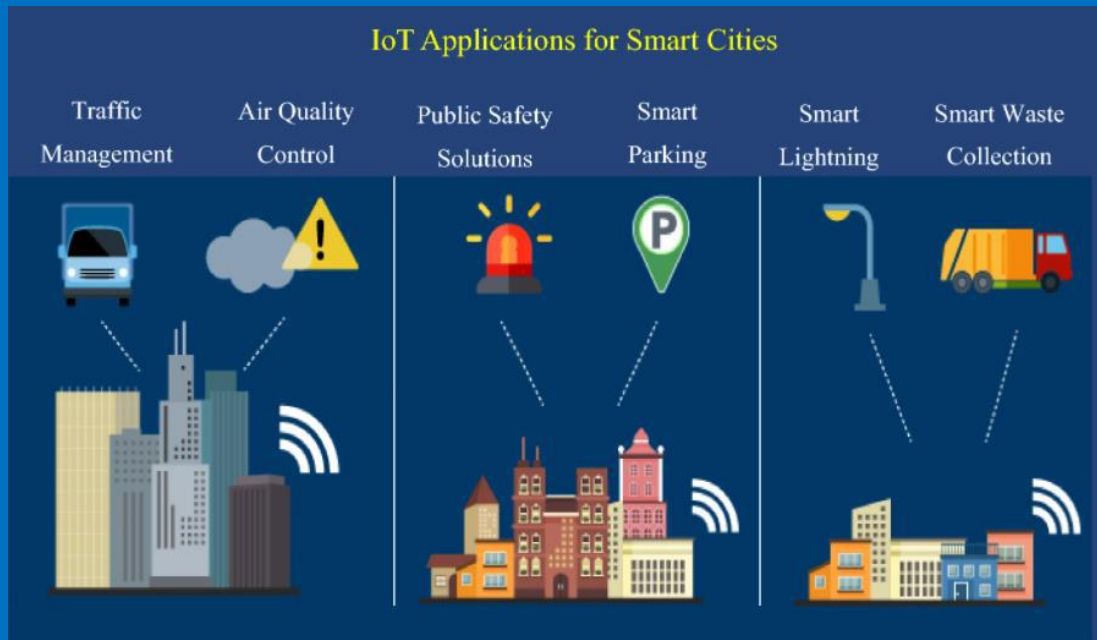 IoT Applications for Smart Cities
Traffic
Management
Air Quality
Control
Public Safety
Solutions
Smart
Parking
Smart
Lightning
Smart Waste
Collection
P